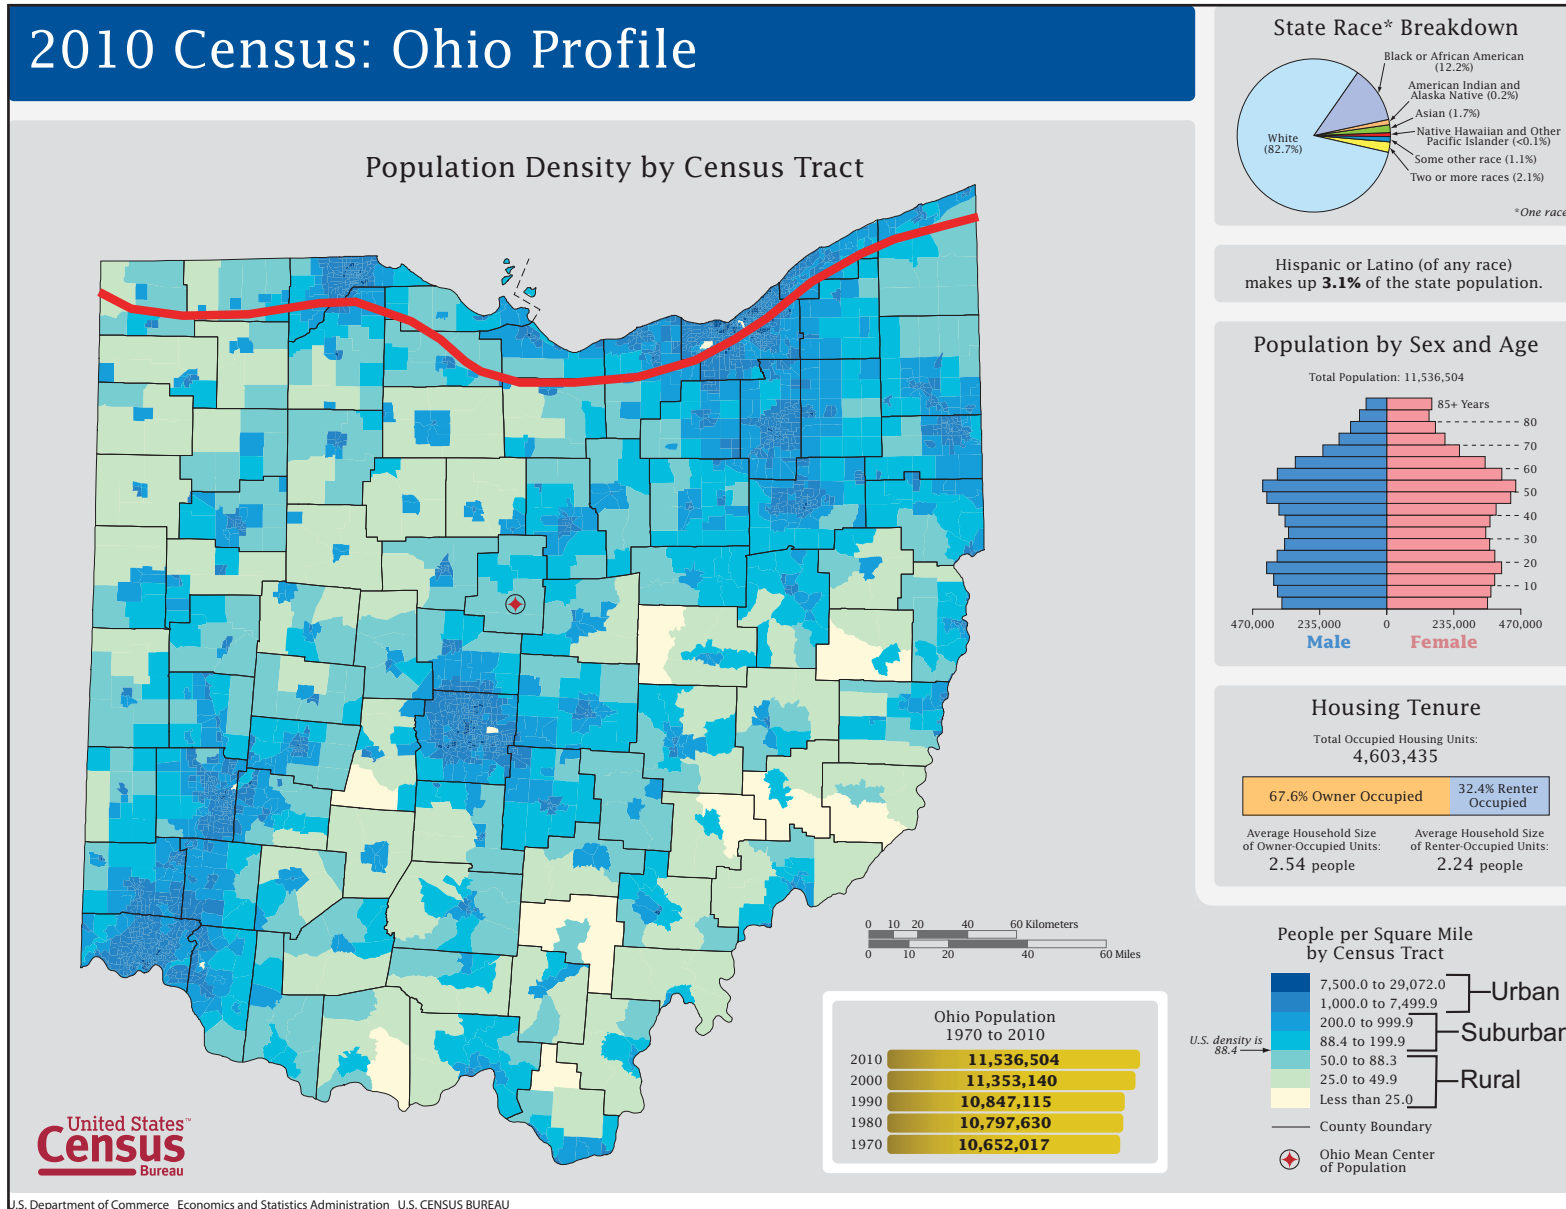 2010 Census: Ohio Profile
Population Density by Census Tract
State Race* Breakdown
Black or African American
(12.2%)
American Indian and
Alaska Native (0.2%)
Asian (1.7%)
Native Hawaiian and Other
Pacific Islander (<0.1%)
Some other race (1.1%)
Two or more races (2.1%)
White
(82.7%)
*One race
Hispanic or Latino (of any race)
makes up 3.1% of the state population.
Population by Sex and Age
Total Population: 11,536,504
85+ Years
80
70
60
50
40
30
20
10
470,000 235,000 0 235,000 470,000
Male Female
Housing Tenure
Total Occupied Housing Units:
4,603,435
67.6% Owner Occupied
32.4% Renter
Occupied
Average Household Size
of Owner-Occupied Units:
2.54 people
Average Household Size
of Renter-Occupied Units:
2.24 people
0 10 20 40 60 Kilometers
0 10 20 40 60 Miles
People per Square Mile
by Census Tract
7,500.0 to 29,072.0
1,000.0 to 7,499.9
Urban
200.0 to 999.9
88.4 to 199.9
Suburban
U.S. density is
88.4
50.0 to 88.3
25.0 to 49.9
Less than 25.0
Rural
County Boundary
Ohio Mean Center
of Population
Ohio Population
1970 to 2010
2010 11,536,504
2000 11,353,140
1990 10,847,115
1980 10,797,630
1970 10,652,017
United States™
Census
Bureau
U.S. Department of Commerce Economics and Statistics Administration U.S. CENSUS BUREAU